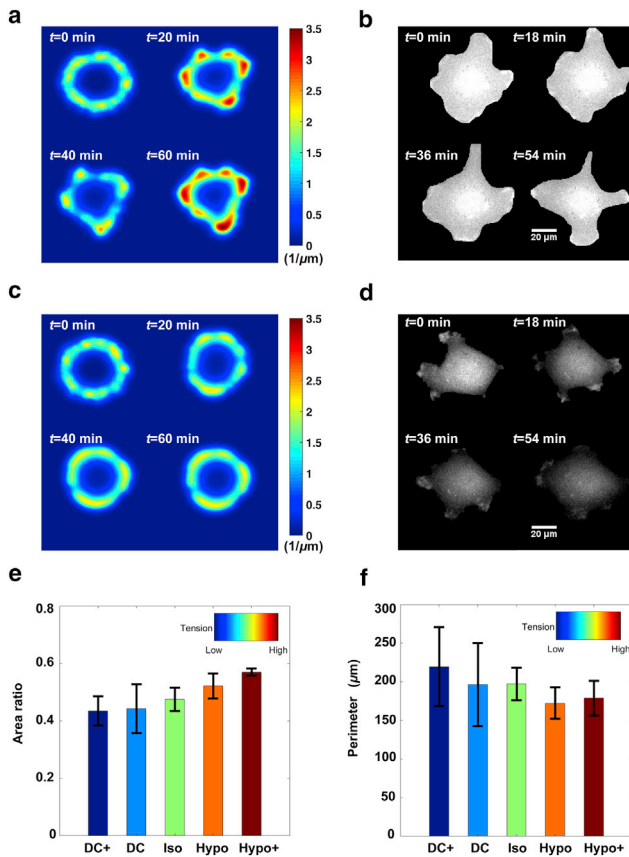 a
t=0 min t=20 min
t=40 min t=60 min
3.5
3
2.5
2
1.5
1
0.5
0
(1/µm)
b
t=0 min t=18 min
t=36 min t=54 min
20 µm
c
t=0 min t=20 min
t=40 min t=60 min
3.5
3
2.5
2
1.5
1
0.5
0
(1/µm)
d
t=0 min t=18 min
t=36 min t=54 min
20 µm
e
Area ratio
0.8
0.6
0.4
0.2
0
Tension
Low High
DC+ DC Iso Hypo Hypo+
f
Perimeter (µm)
300
250
200
150
100
50
0
Tension
Low High
DC+ DC Iso Hypo Hypo+